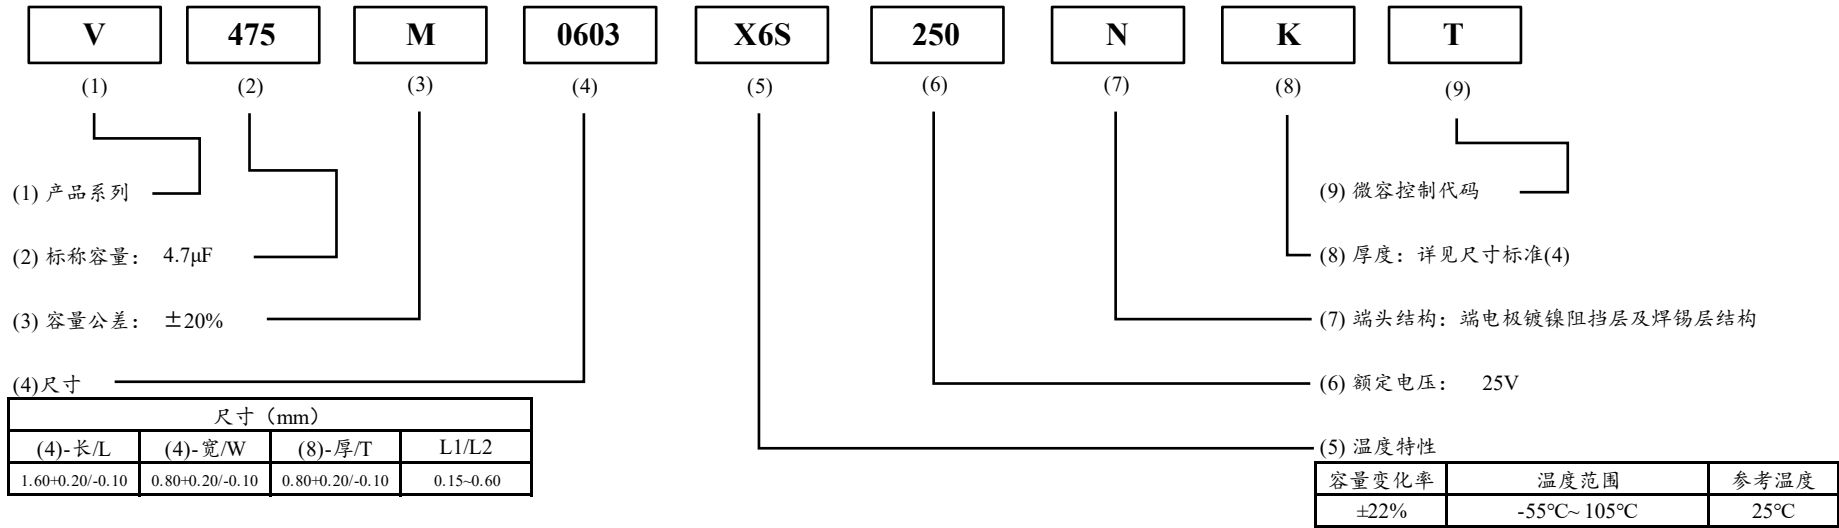 V 475 M 0603 X6S 250 N K T
(1) (2) (3) (4) (5) (6) (7) (8) (9)
(1) 产品系列
(9) 微容控制代码
(2) 标称容量： 4.7μF
(8) 厚度：详见尺寸标准(4)
(3) 容量公差： ±20%
(7) 端头结构：端电极镀镍阻挡层及焊锡层结构
(4)尺寸
(6) 额定电压： 25V
尺寸（mm）
(4)-长/L (4)-宽/W (8)-厚/T L1/L2
1.60+0.20/-0.10 0.80+0.20/-0.10 0.80+0.20/-0.10 0.15~0.60
(5) 温度特性
容量变化率 温度范围 参考温度
±22% -55℃~ 105℃ 25℃